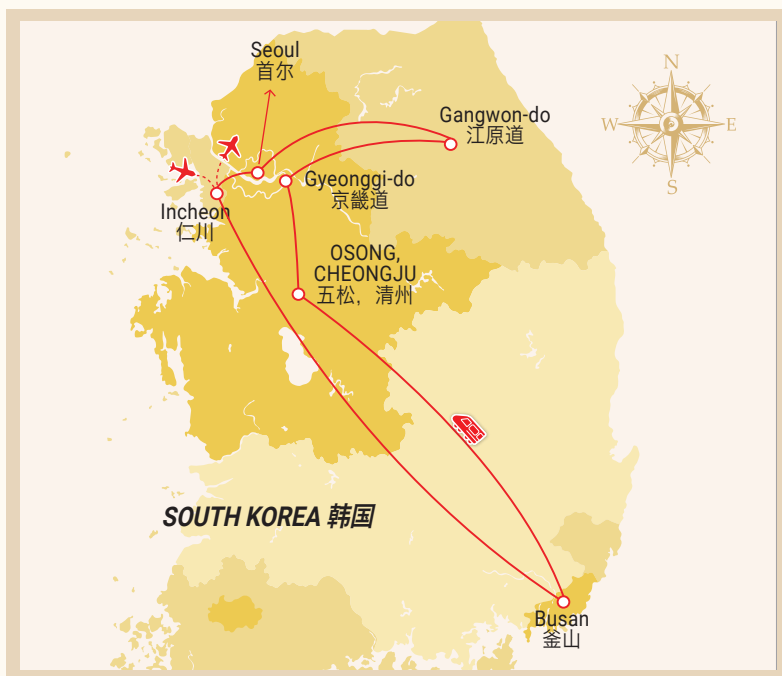 Seoul
首尔
Gangwon-do
江原道
N
W
E
S
Gyeonggi-do
京畿道
Incheon
仁川
OSONG,
CHEONGJU
五松，清州
SOUTH KOREA 韩国
Busan
釜山